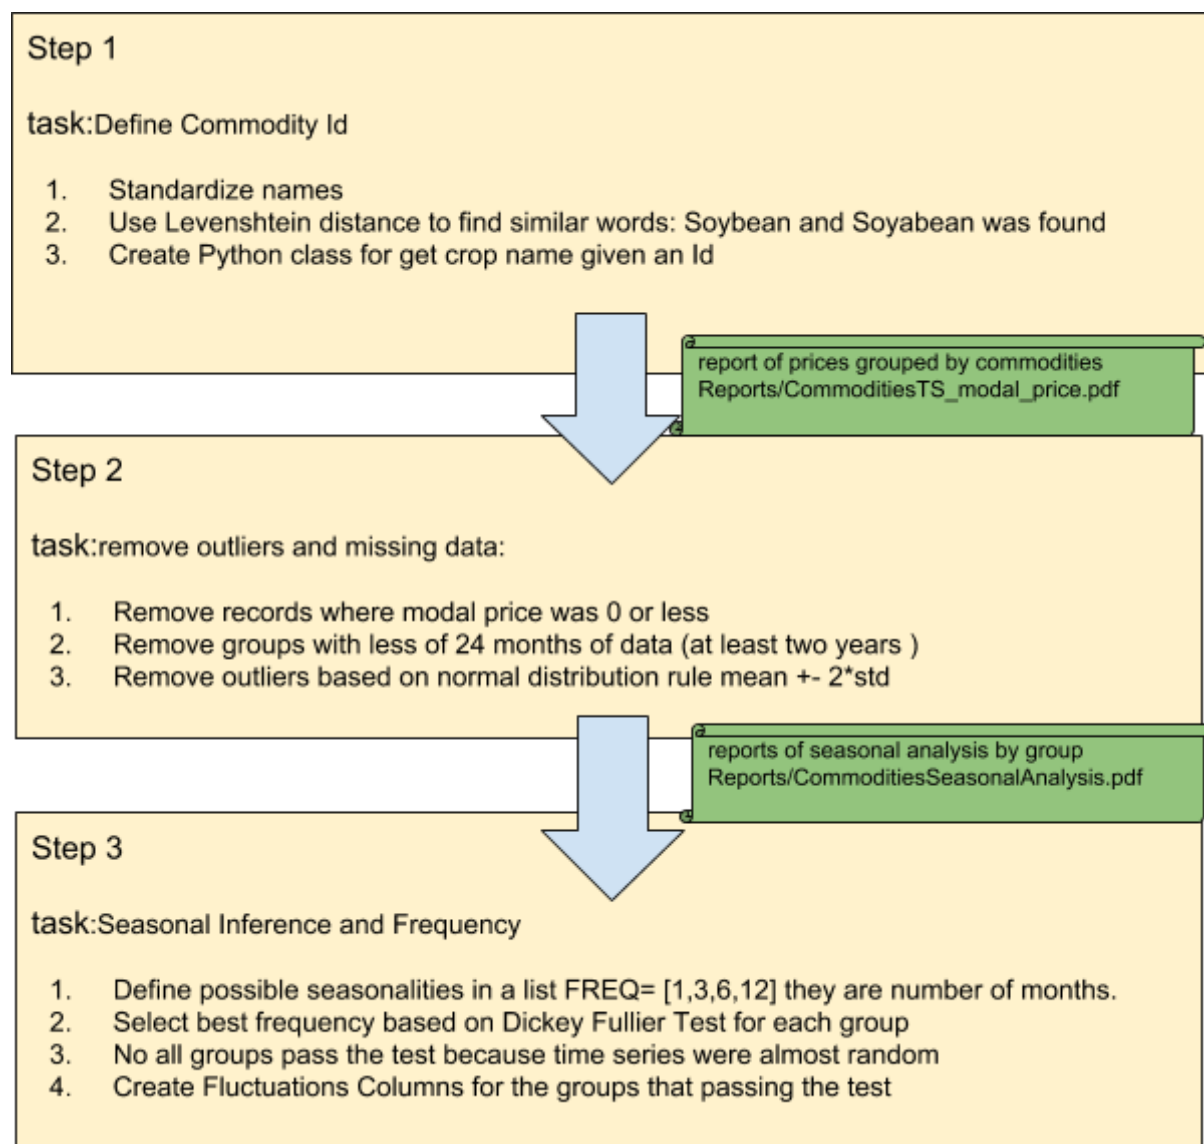 Step 1
task:Define Commodity Id
1. Standardize names
2. Use Levenshtein distance to find similar words: Soybean and Soyabean was found
3. Create Python class for get crop name given an Id
report of prices grouped by commodities
Reports/CommoditiesTS_modal_price.pdf
Step 2
task:remove outliers and missing data:
1. Remove records where modal price was 0 or less
2. Remove groups with less of 24 months of data (at least two years )
3. Remove outliers based on normal distribution rule mean +- 2*std
reports of seasonal analysis by group
Reports/CommoditiesSeasonalAnalysis.pdf
Step 3
task:Seasonal Inference and Frequency
1. Define possible seasonalities in a list FREQ= [1,3,6,12] they are number of months.
2. Select best frequency based on Dickey Fullier Test for each group
3. No all groups pass the test because time series were almost random
4. Create Fluctuations Columns for the groups that passing the test